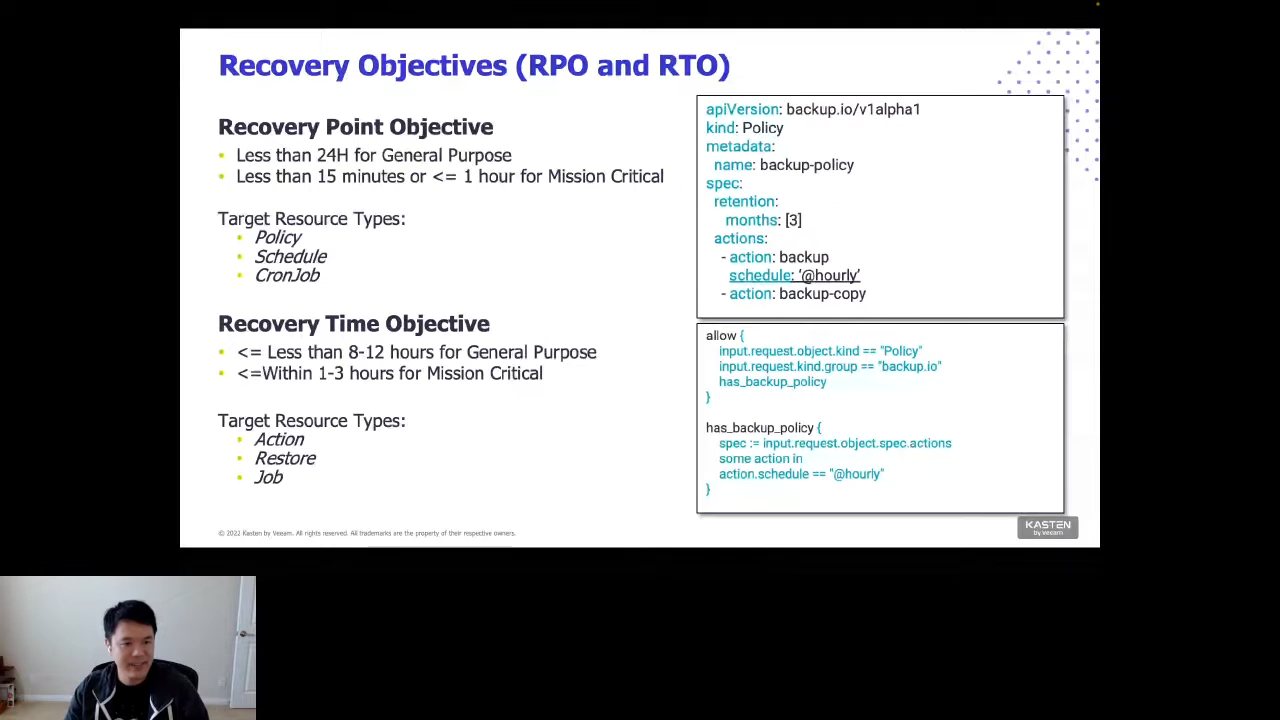 Recovery Objectives (RPO and RTO)
Recovery Point Objective
Less than 24H for General Purpose
Less than 15 minutes or <= 1 hour for Mission Critical
Target Resource Types:
Policy
Schedule
CronJob
Recovery Time Objective
<= Less than 8-12 hours for General Purpose
<=Within 1-3 hours for Mission Critical
Target Resource Types:
Action
Restore
Job
apiVersion: backup.io/v1alpha1
kind: Policy
metadata:
name: backup-policy
spec:
retention:
months: [3]
actions:
- action: backup
schedule: '@hourly'
- action: backup-copy
allow {
input.request.object.kind == "Policy"
input.request.kind.group == "backup.io"
has_backup_policy
}
has_backup_policy {
spec := input.request.object.spec.actions
some action in
action.schedule == "@hourly"
}
© 2022 Kasten by Veeam. All rights reserved. All trademarks are the property of their respective owners.
KASTEN
by veeam